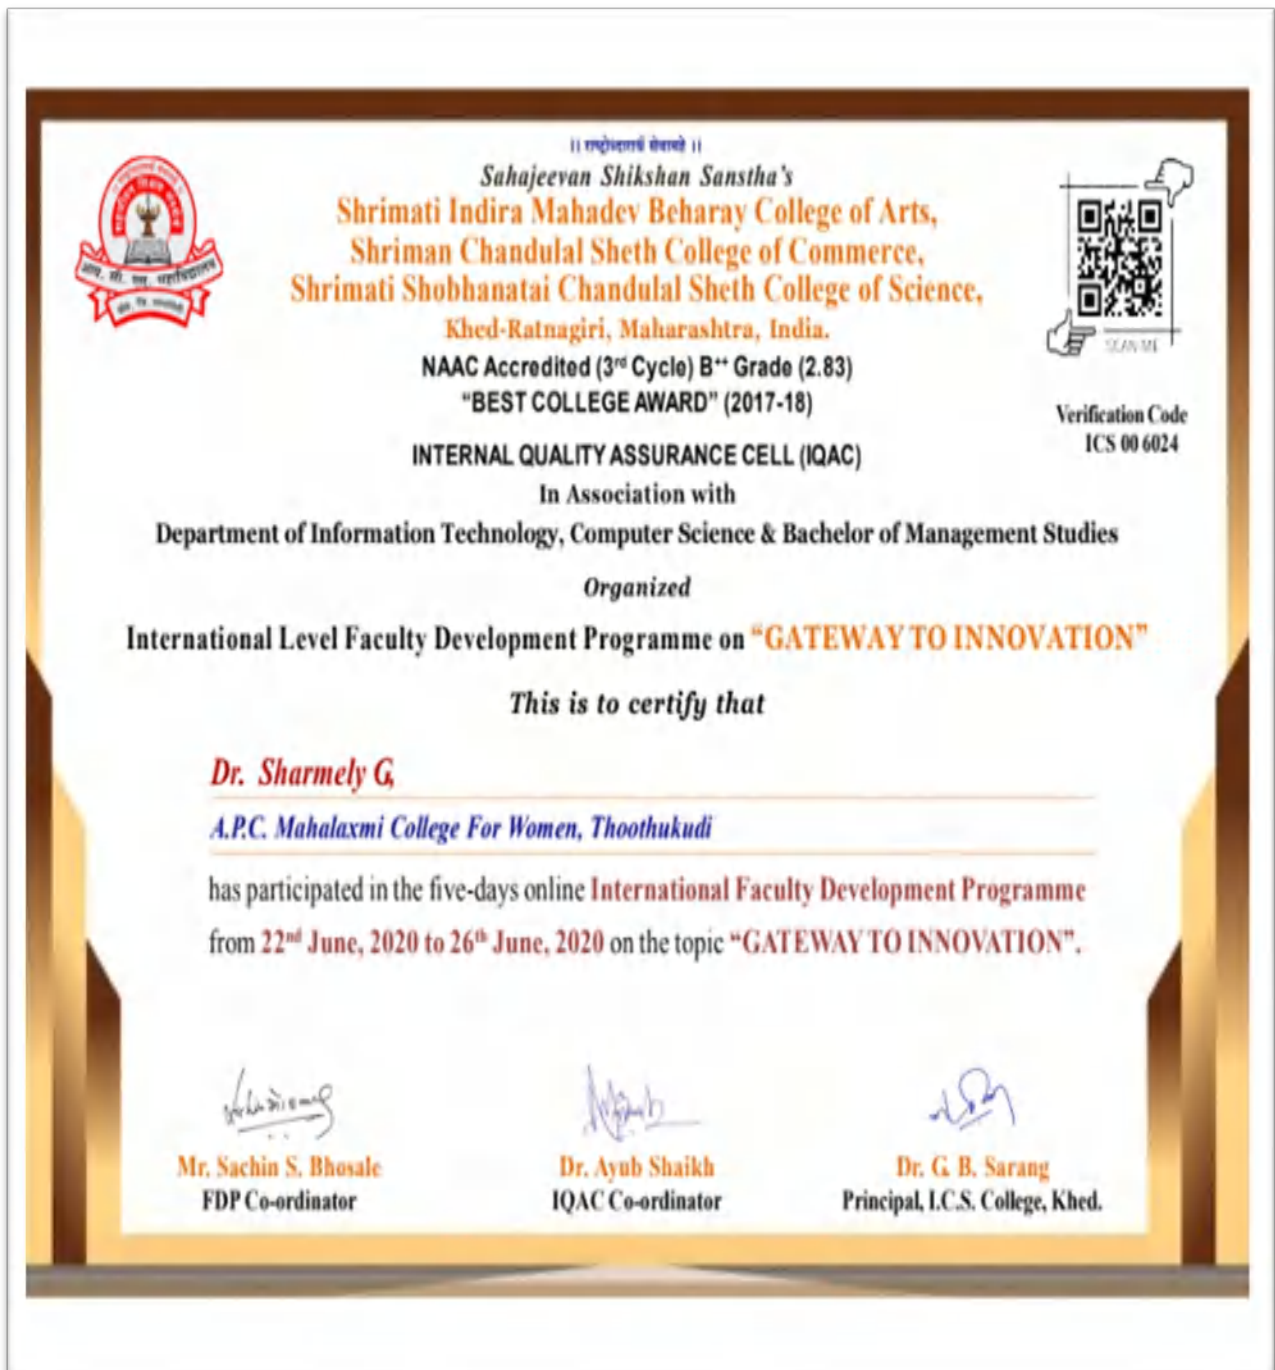 Sahajeevan Shikshan Sanstha's
Shrimati Indira Mahadev Beharay College of Arts,
Shriman Chandulal Sheth College of Commerce,
Shrimati Shobhanatai Chandulal Sheth College of Science,
Khed-Ratnagiri, Maharashtra, India.
NAAC Accredited (3rd Cycle) B++ Grade (2.83)
"BEST COLLEGE AWARD" (2017-18)
SCAN ME
Verification Code
ICS 00 6024
INTERNAL QUALITY ASSURANCE CELL (IQAC)
In Association with
Department of Information Technology, Computer Science & Bachelor of Management Studies
Organized
International Level Faculty Development Programme on "GATEWAY TO INNOVATION"
This is to certify that
Dr. Sharmely G,
A.P.C. Mahalaxmi College For Women, Thoothukudi
has participated in the five-days online International Faculty Development Programme
from 22nd June, 2020 to 26th June, 2020 on the topic "GATEWAY TO INNOVATION".
Mr. Sachin S. Bhosale
FDP Co-ordinator
Dr. Ayub Shaikh
IQAC Co-ordinator
Dr. G. B. Sarang
Principal, I.C.S. College, Khed.